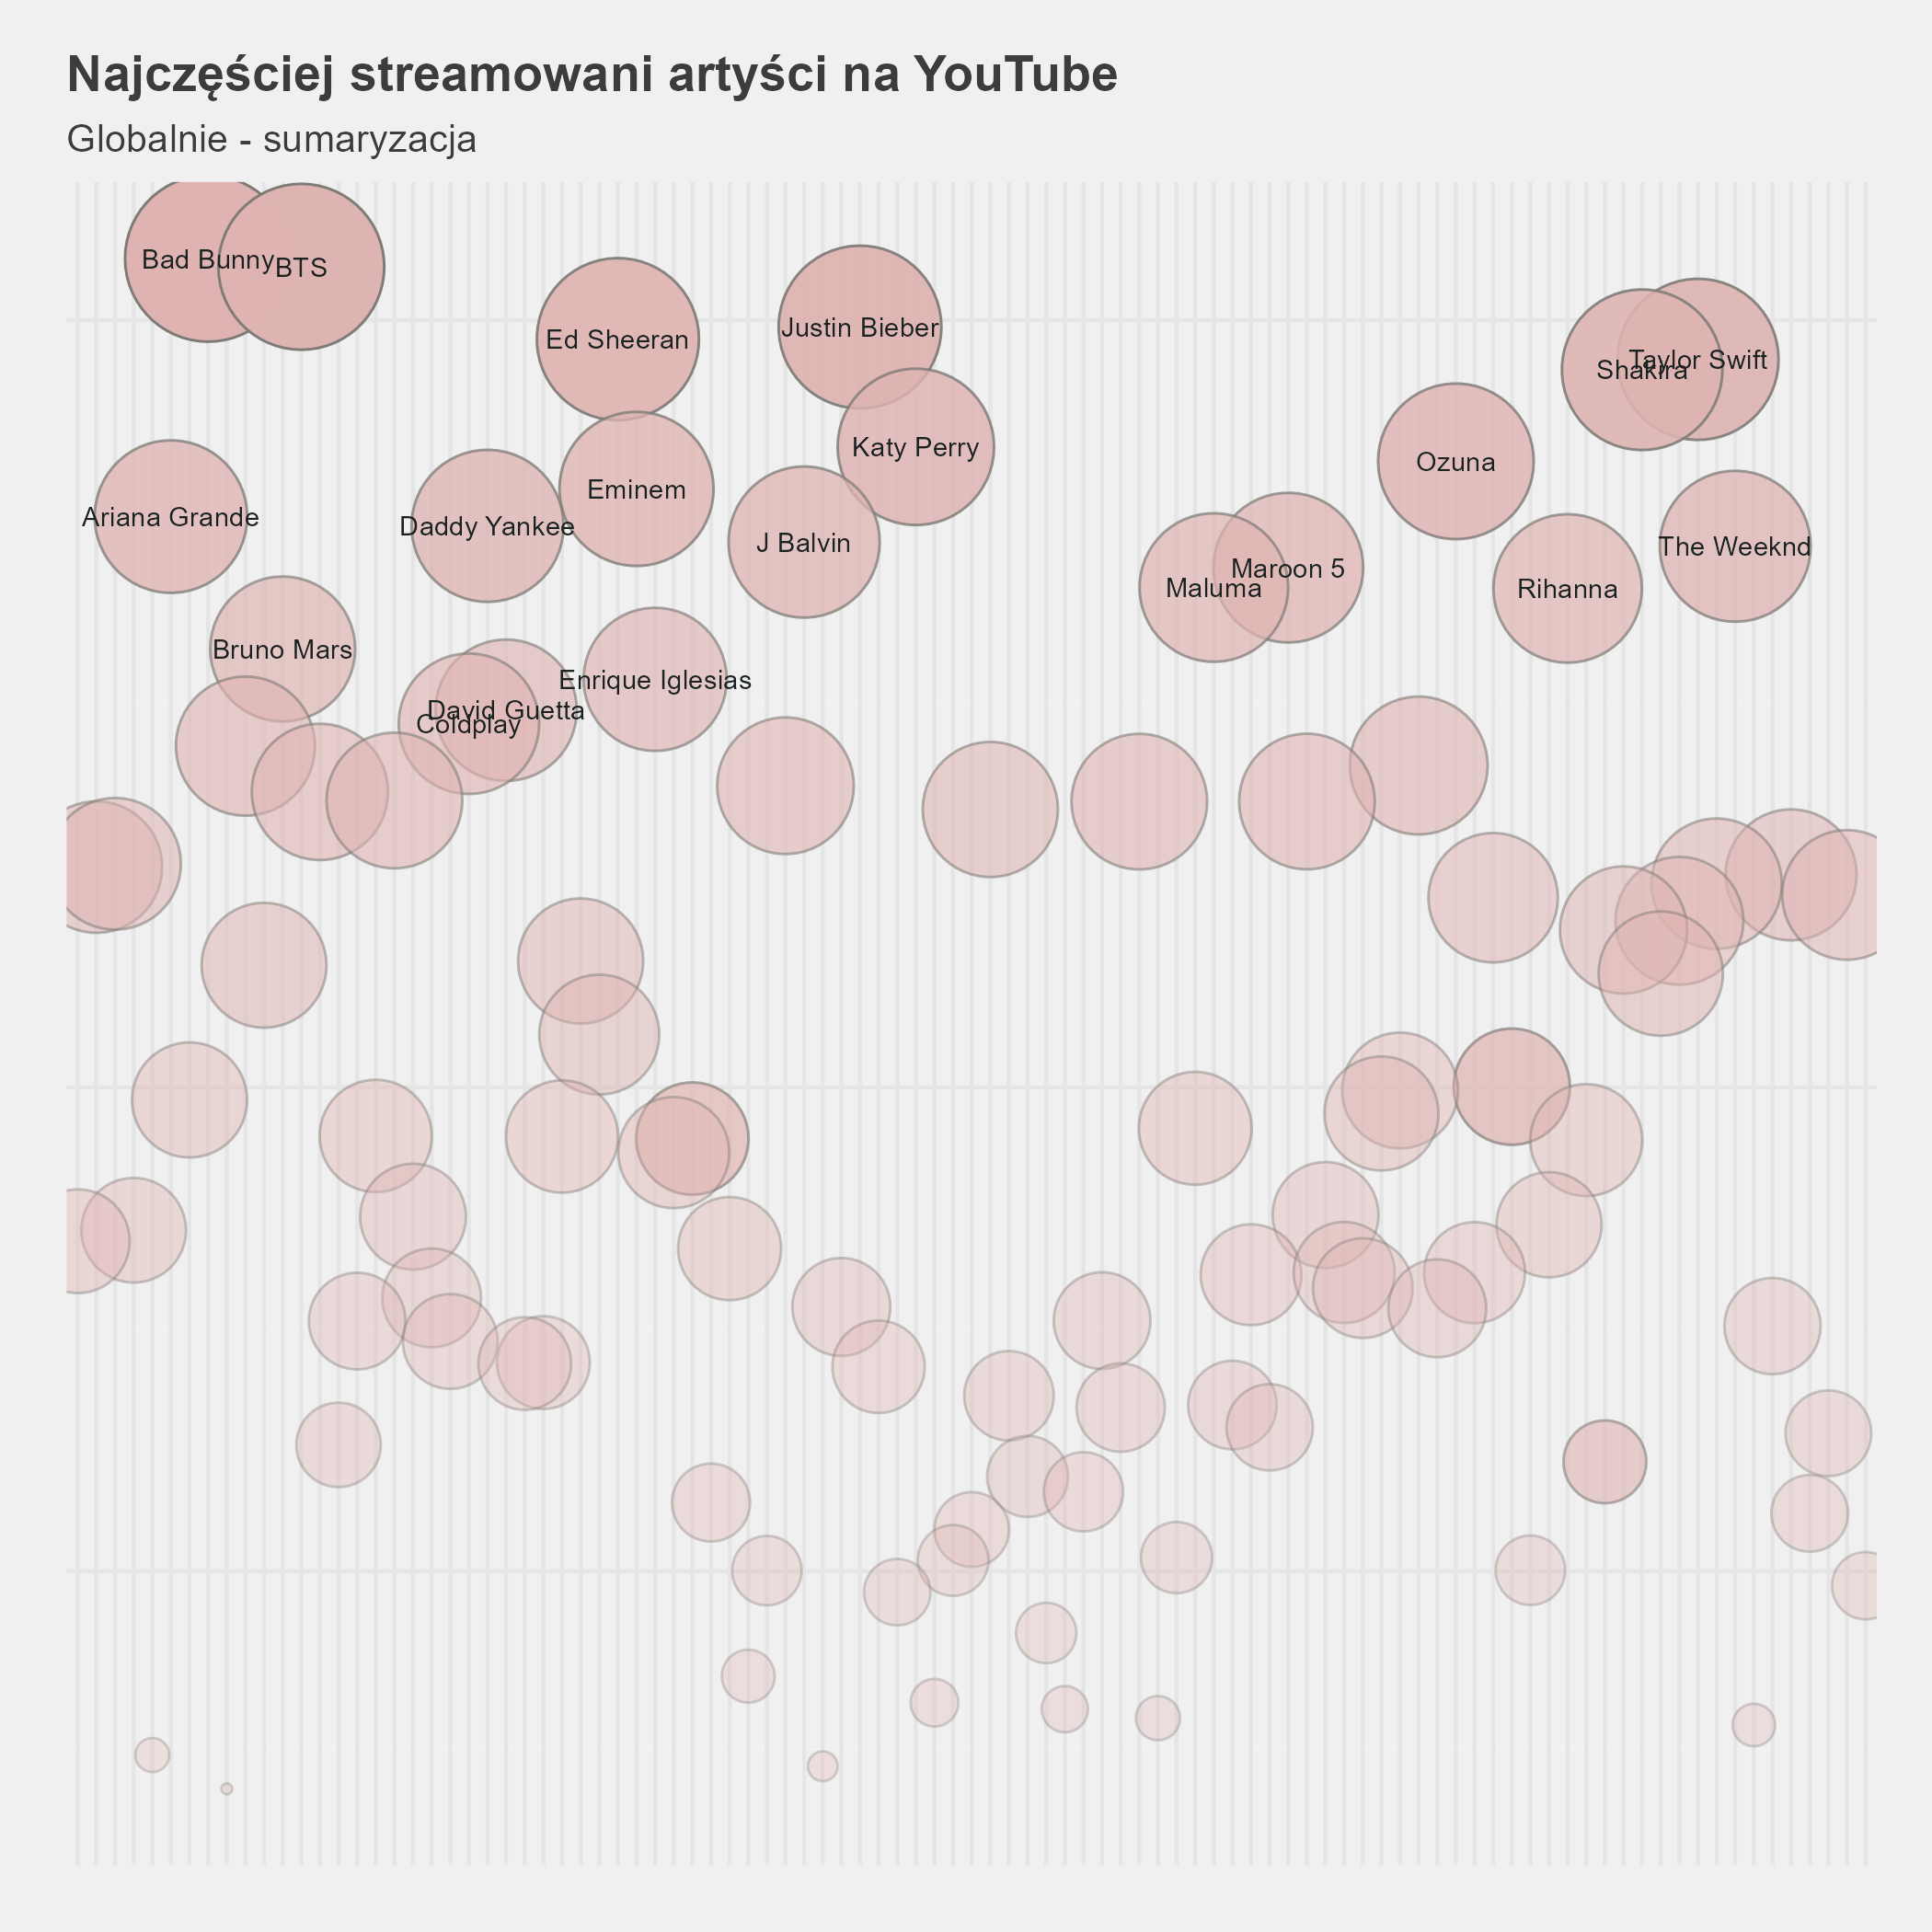 Najczęściej streamowani artyści na YouTube
Globalnie - sumaryzacja
Bad Bunny
BTS
Justin Bieber
Ed Sheeran
Taylor Swift
Shakira
Katy Perry
Ozuna
Eminem
Ariana Grande
Daddy Yankee
J Balvin
The Weeknd
Maroon 5
Maluma
Rihanna
Bruno Mars
Enrique Iglesias
David Guetta
Coldplay